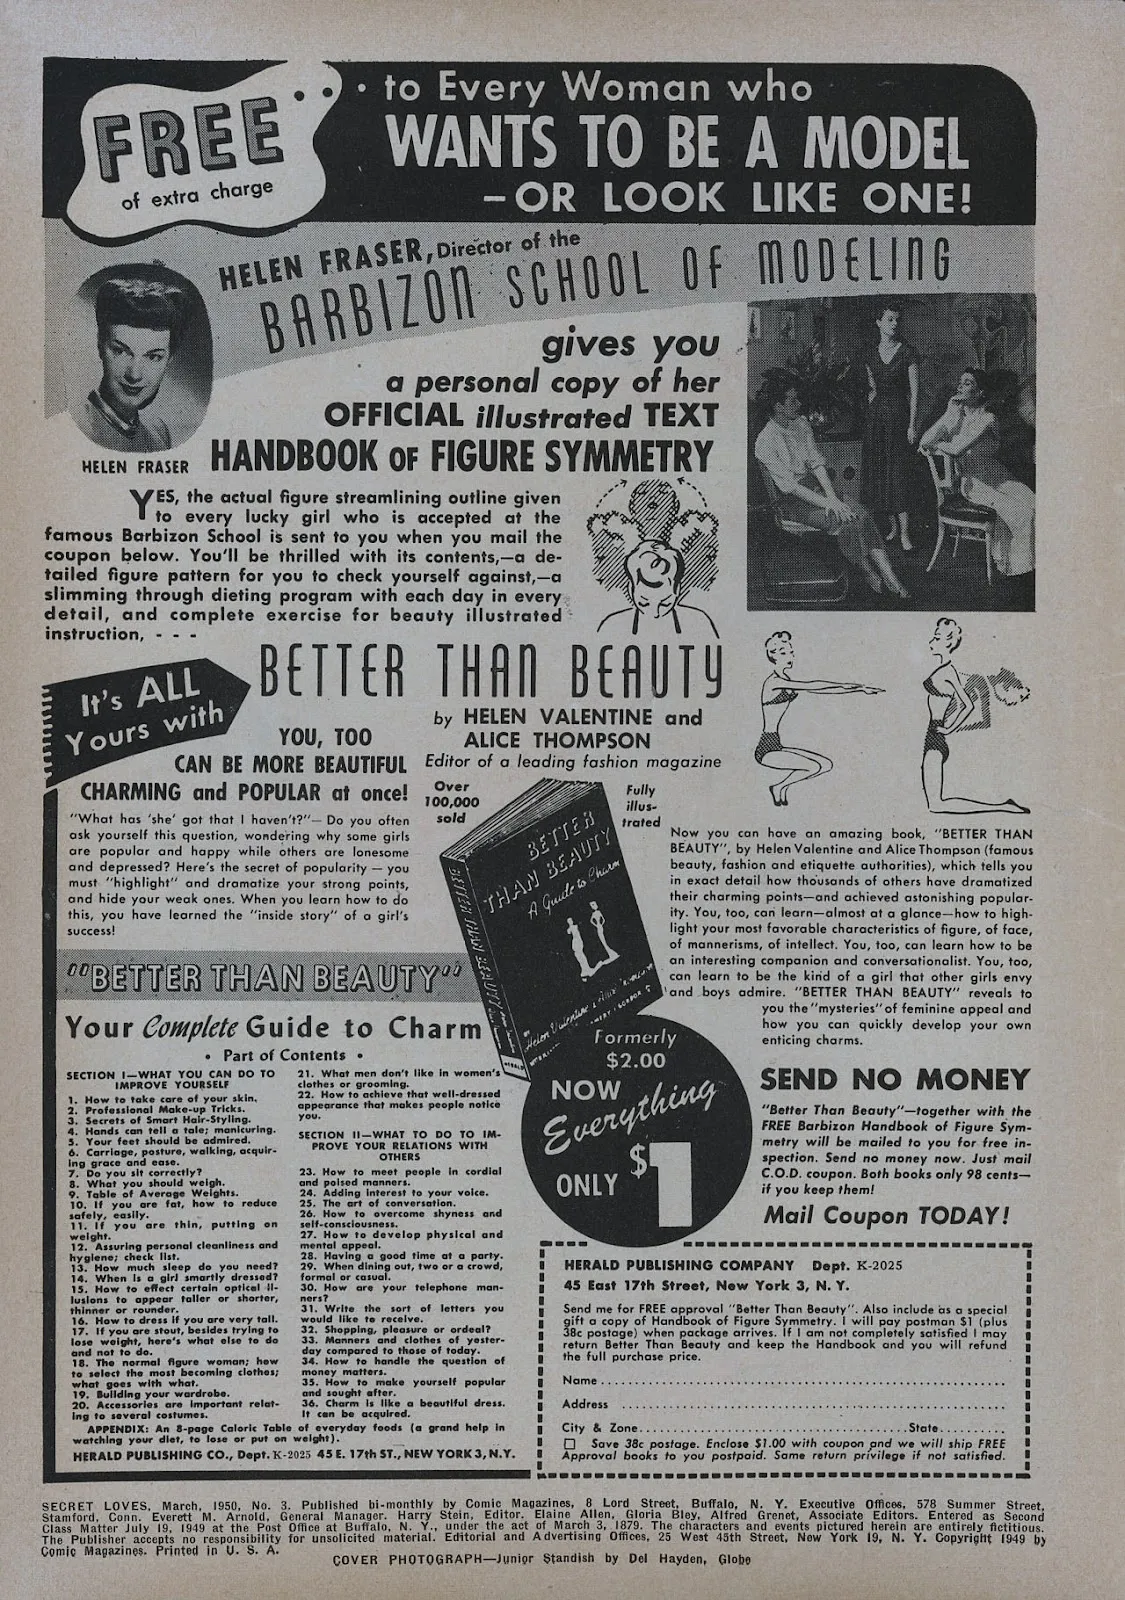 FREE
of extra charge
to Every Woman who
WANTS TO BE A MODEL
—OR LOOK LIKE ONE!
HELEN FRASER, Director of the
BARBIZON SCHOOL OF MODELING
gives you
a personal copy of her
OFFICIAL illustrated TEXT
HANDBOOK OF FIGURE SYMMETRY
HELEN FRASER
YES, the actual figure streamlining outline given
to every lucky girl who is accepted at the
famous Barbizon School is sent to you when you mail the
coupon below. You'll be thrilled with its contents,—a de-
tailed figure pattern for you to check yourself against,—a
slimming through dieting program with each day in every
detail, and complete exercise for beauty illustrated
instruction, - - -
It's ALL
Yours with
BETTER THAN BEAUTY
by HELEN VALENTINE and
ALICE THOMPSON
Editor of a leading fashion magazine
YOU, TOO
CAN BE MORE BEAUTIFUL
CHARMING and POPULAR at once!
"What has 'she' got that I haven't?"— Do you often
ask yourself this question, wondering why some girls
are popular and happy while others are lonesome
and depressed? Here's the secret of popularity — you
must "highlight" and dramatize your strong points,
and hide your weak ones. When you learn how to do
this, you have learned the "inside story" of a girl's
success!
Over
100,000
sold
Fully
illus-
trated
BETTER
THAN BEAUTY
A Guide to Charm
BETTER THAN BEAUTY
Helen Valentine
Now you can have an amazing book, "BETTER THAN
BEAUTY", by Helen Valentine and Alice Thompson (famous
beauty, fashion and etiquette authorities), which tells you
in exact detail how thousands of others have dramatized
their charming points—and achieved astonishing popular-
ity. You, too, can learn—almost at a glance—how to high-
light your most favorable characteristics of figure, of face,
of mannerisms, of intellect. You, too, can learn how to be
an interesting companion and conversationalist. You, too,
can learn to be the kind of a girl that other girls envy
and boys admire. "BETTER THAN BEAUTY" reveals to
you the "mysteries" of feminine appeal and
how you can quickly develop your own
enticing charms.
"BETTER THAN BEAUTY"
Your Complete Guide to Charm
• Part of Contents •
SECTION I—WHAT YOU CAN DO TO
IMPROVE YOURSELF
1. How to take care of your skin.
2. Professional Make-up Tricks.
3. Secrets of Smart Hair-Styling.
4. Hands can tell a tale; manicuring.
5. Your feet should be admired.
6. Carriage, posture, walking, acquir-
ing grace and ease.
7. Do you sit correctly?
8. What you should weigh.
9. Table of Average Weights.
10. If you are fat, how to reduce
safely, easily.
11. If you are thin, putting on
weight.
12. Assuring personal cleanliness and
hygiene; check list.
13. How much sleep do you need?
14. When is a girl smartly dressed?
15. How to effect certain optical il-
lusions to appear taller or shorter,
thinner or rounder.
16. How to dress if you are very tall.
17. If you are stout, besides trying to
lose weight, here's what else to do
and not to do.
18. The normal figure woman; how
to select the most becoming clothes;
what goes with what.
19. Building your wardrobe.
20. Accessories are important relat-
ing to several costumes.
21. What men don't like in women's
clothes or grooming.
22. How to achieve that well-dressed
appearance that makes people notice
you.
SECTION II—WHAT TO DO TO IM-
PROVE YOUR RELATIONS WITH
OTHERS
23. How to meet people in cordial
and poised manners.
24. Adding interest to your voice.
25. The art of conversation.
26. How to overcome shyness and
self-consciousness.
27. How to develop physical and
mental appeal.
28. Having a good time at a party.
29. When dining out, two or a crowd,
formal or casual.
30. How are your telephone man-
ners?
31. Write the sort of letters you
would like to receive.
32. Shopping, pleasure or ordeal?
33. Manners and clothes of yester-
day compared to those of today.
34. How to handle the question of
money matters.
35. How to make yourself popular
and sought after.
36. Charm is like a beautiful dress.
It can be acquired.
APPENDIX: An 8-page Caloric Table of everyday foods (a grand help in
watching your diet, to lose or put on weight).
HERALD PUBLISHING CO., Dept. K-2025 45 E. 17th ST., NEW YORK 3, N.Y.
Formerly
$2.00
NOW
Everything
ONLY $1
SEND NO MONEY
"Better Than Beauty"—together with the
FREE Barbizon Handbook of Figure Sym-
metry will be mailed to you for free in-
spection. Send no money now. Just mail
C.O.D. coupon. Both books only 98 cents—
if you keep them!
Mail Coupon TODAY!
HERALD PUBLISHING COMPANY Dept. K-2025
45 East 17th Street, New York 3, N. Y.
Send me for FREE approval "Better Than Beauty". Also include as a special
gift a copy of Handbook of Figure Symmetry. I will pay postman $1 (plus
38c postage) when package arrives. If I am not completely satisfied I may
return Better Than Beauty and keep the Handbook and you will refund
the full purchase price.
Name
Address
City & Zone State
Save 38c postage. Enclose $1.00 with coupon and we will ship FREE
Approval books to you postpaid. Same return privilege if not satisfied.
SECRET LOVES, March, 1950, No. 3. Published bi-monthly by Comic Magazines, 8 Lord Street, Buffalo, N. Y. Executive Offices, 578 Summer Street,
Stamford, Conn. Everett M. Arnold, General Manager. Harry Stein, Editor. Elaine Allen, Gloria Bley, Alfred Grenet, Associate Editors. Entered as Second
Class Matter July 19, 1949 at the Post Office at Buffalo, N. Y., under the act of March 3, 1879. The characters and events pictured herein are entirely fictitious.
The Publisher accepts no responsibility for unsolicited material. Editorial and Advertising Offices, 25 West 45th Street, New York 19, N. Y. Copyright 1949 by
Comic Magazines. Printed in U. S. A.
COVER PHOTOGRAPH—Junior Standish by Del Hayden, Globe